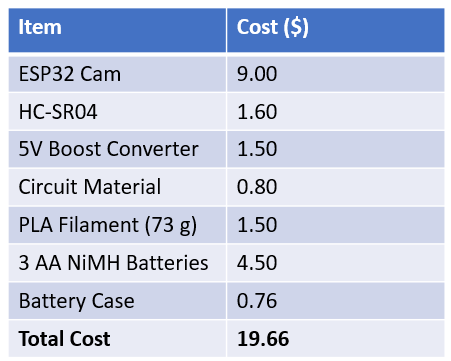 Item Cost ($)
ESP32 Cam 9.00
HC-SR04 1.60
5V Boost Converter 1.50
Circuit Material 0.80
PLA Filament (73 g) 1.50
3 AA NiMH Batteries 4.50
Battery Case 0.76
Total Cost 19.66